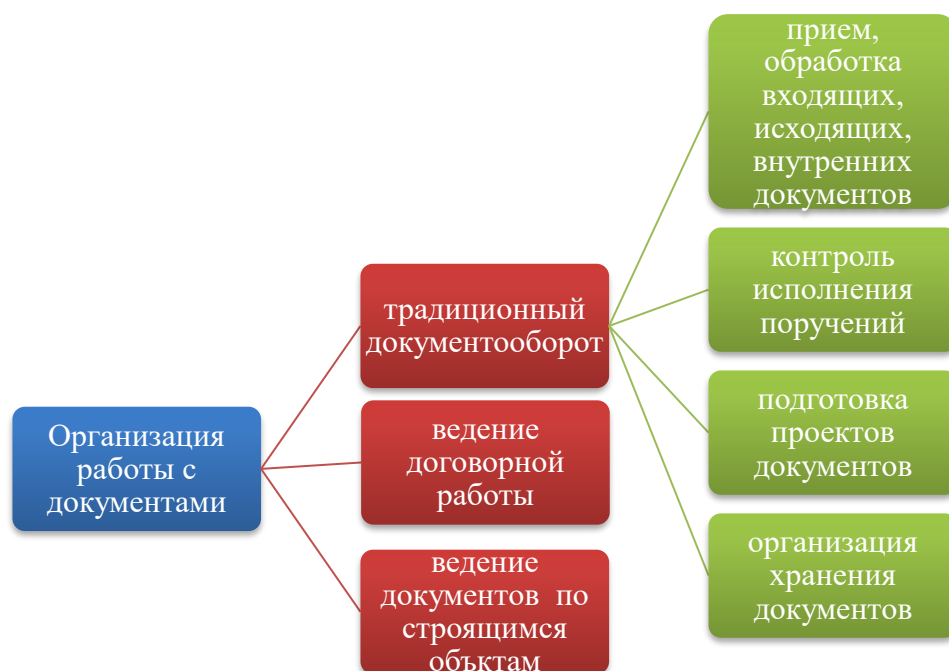 Организация
работы с
документами
традиционный
документооборот
ведение
договорной
работы
ведение
документов по
строящимся
объктам
прием,
обработка
входящих,
исходящих,
внутренних
документов
контроль
исполнения
поручений
подготовка
проектов
документов
организация
хранения
документов